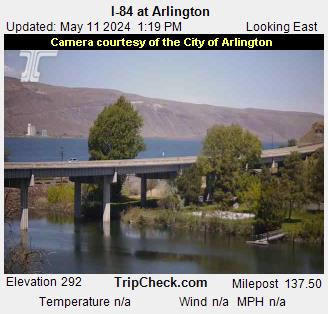 I-84 at Arlington
Updated: May 11 2024 1:19 PM Looking East
Camera courtesy of the City of Arlington
Elevation 292 TripCheck.com Milepost 137.50
Temperature n/a Wind n/a MPH n/a